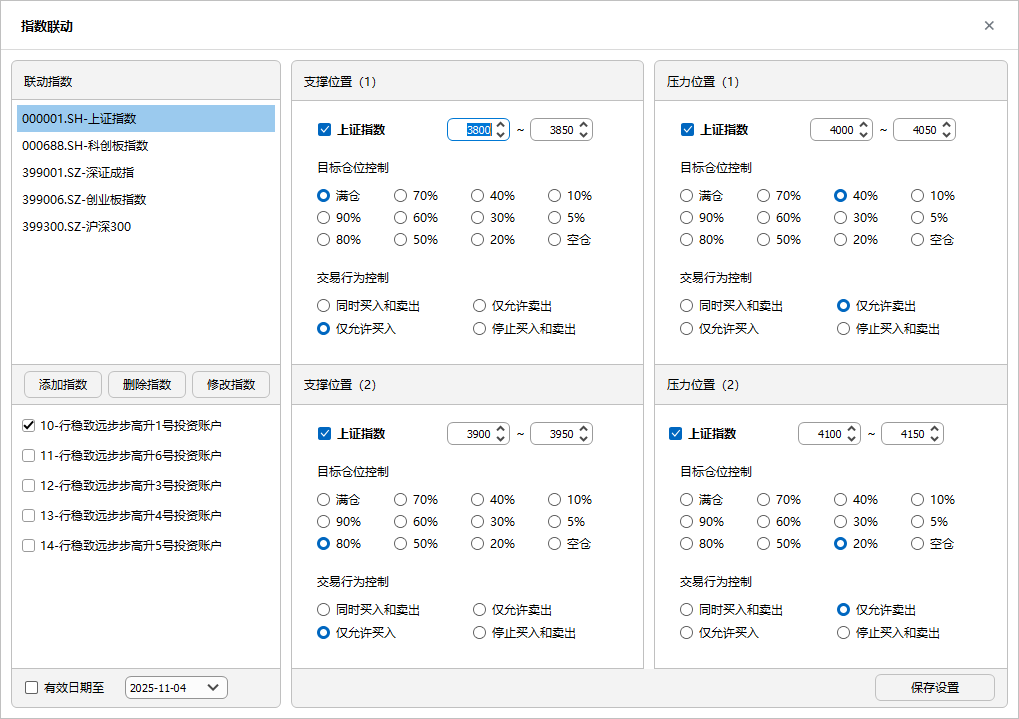 指数联动
联动指数
000001.SH-上证指数
000688.SH-科创板指数
399001.SZ-深证成指
399006.SZ-创业板指数
399300.SZ-沪深300
添加指数 删除指数 修改指数
10-行稳致远步步高升1号投资账户
11-行稳致远步步高升6号投资账户
12-行稳致远步步高升3号投资账户
13-行稳致远步步高升4号投资账户
14-行稳致远步步高升5号投资账户
有效日期至 2025-11-04
支撑位置（1）
上证指数 3800 ~ 3850
目标仓位控制
满仓 70% 40% 10%
90% 60% 30% 5%
80% 50% 20% 空仓
交易行为控制
同时买入和卖出 仅允许卖出
仅允许买入 停止买入和卖出
压力位置（1）
上证指数 4000 ~ 4050
目标仓位控制
满仓 70% 40% 10%
90% 60% 30% 5%
80% 50% 20% 空仓
交易行为控制
同时买入和卖出 仅允许卖出
仅允许买入 停止买入和卖出
支撑位置（2）
上证指数 3900 ~ 3950
目标仓位控制
满仓 70% 40% 10%
90% 60% 30% 5%
80% 50% 20% 空仓
交易行为控制
同时买入和卖出 仅允许卖出
仅允许买入 停止买入和卖出
压力位置（2）
上证指数 4100 ~ 4150
目标仓位控制
满仓 70% 40% 10%
90% 60% 30% 5%
80% 50% 20% 空仓
交易行为控制
同时买入和卖出 仅允许卖出
仅允许买入 停止买入和卖出
保存设置